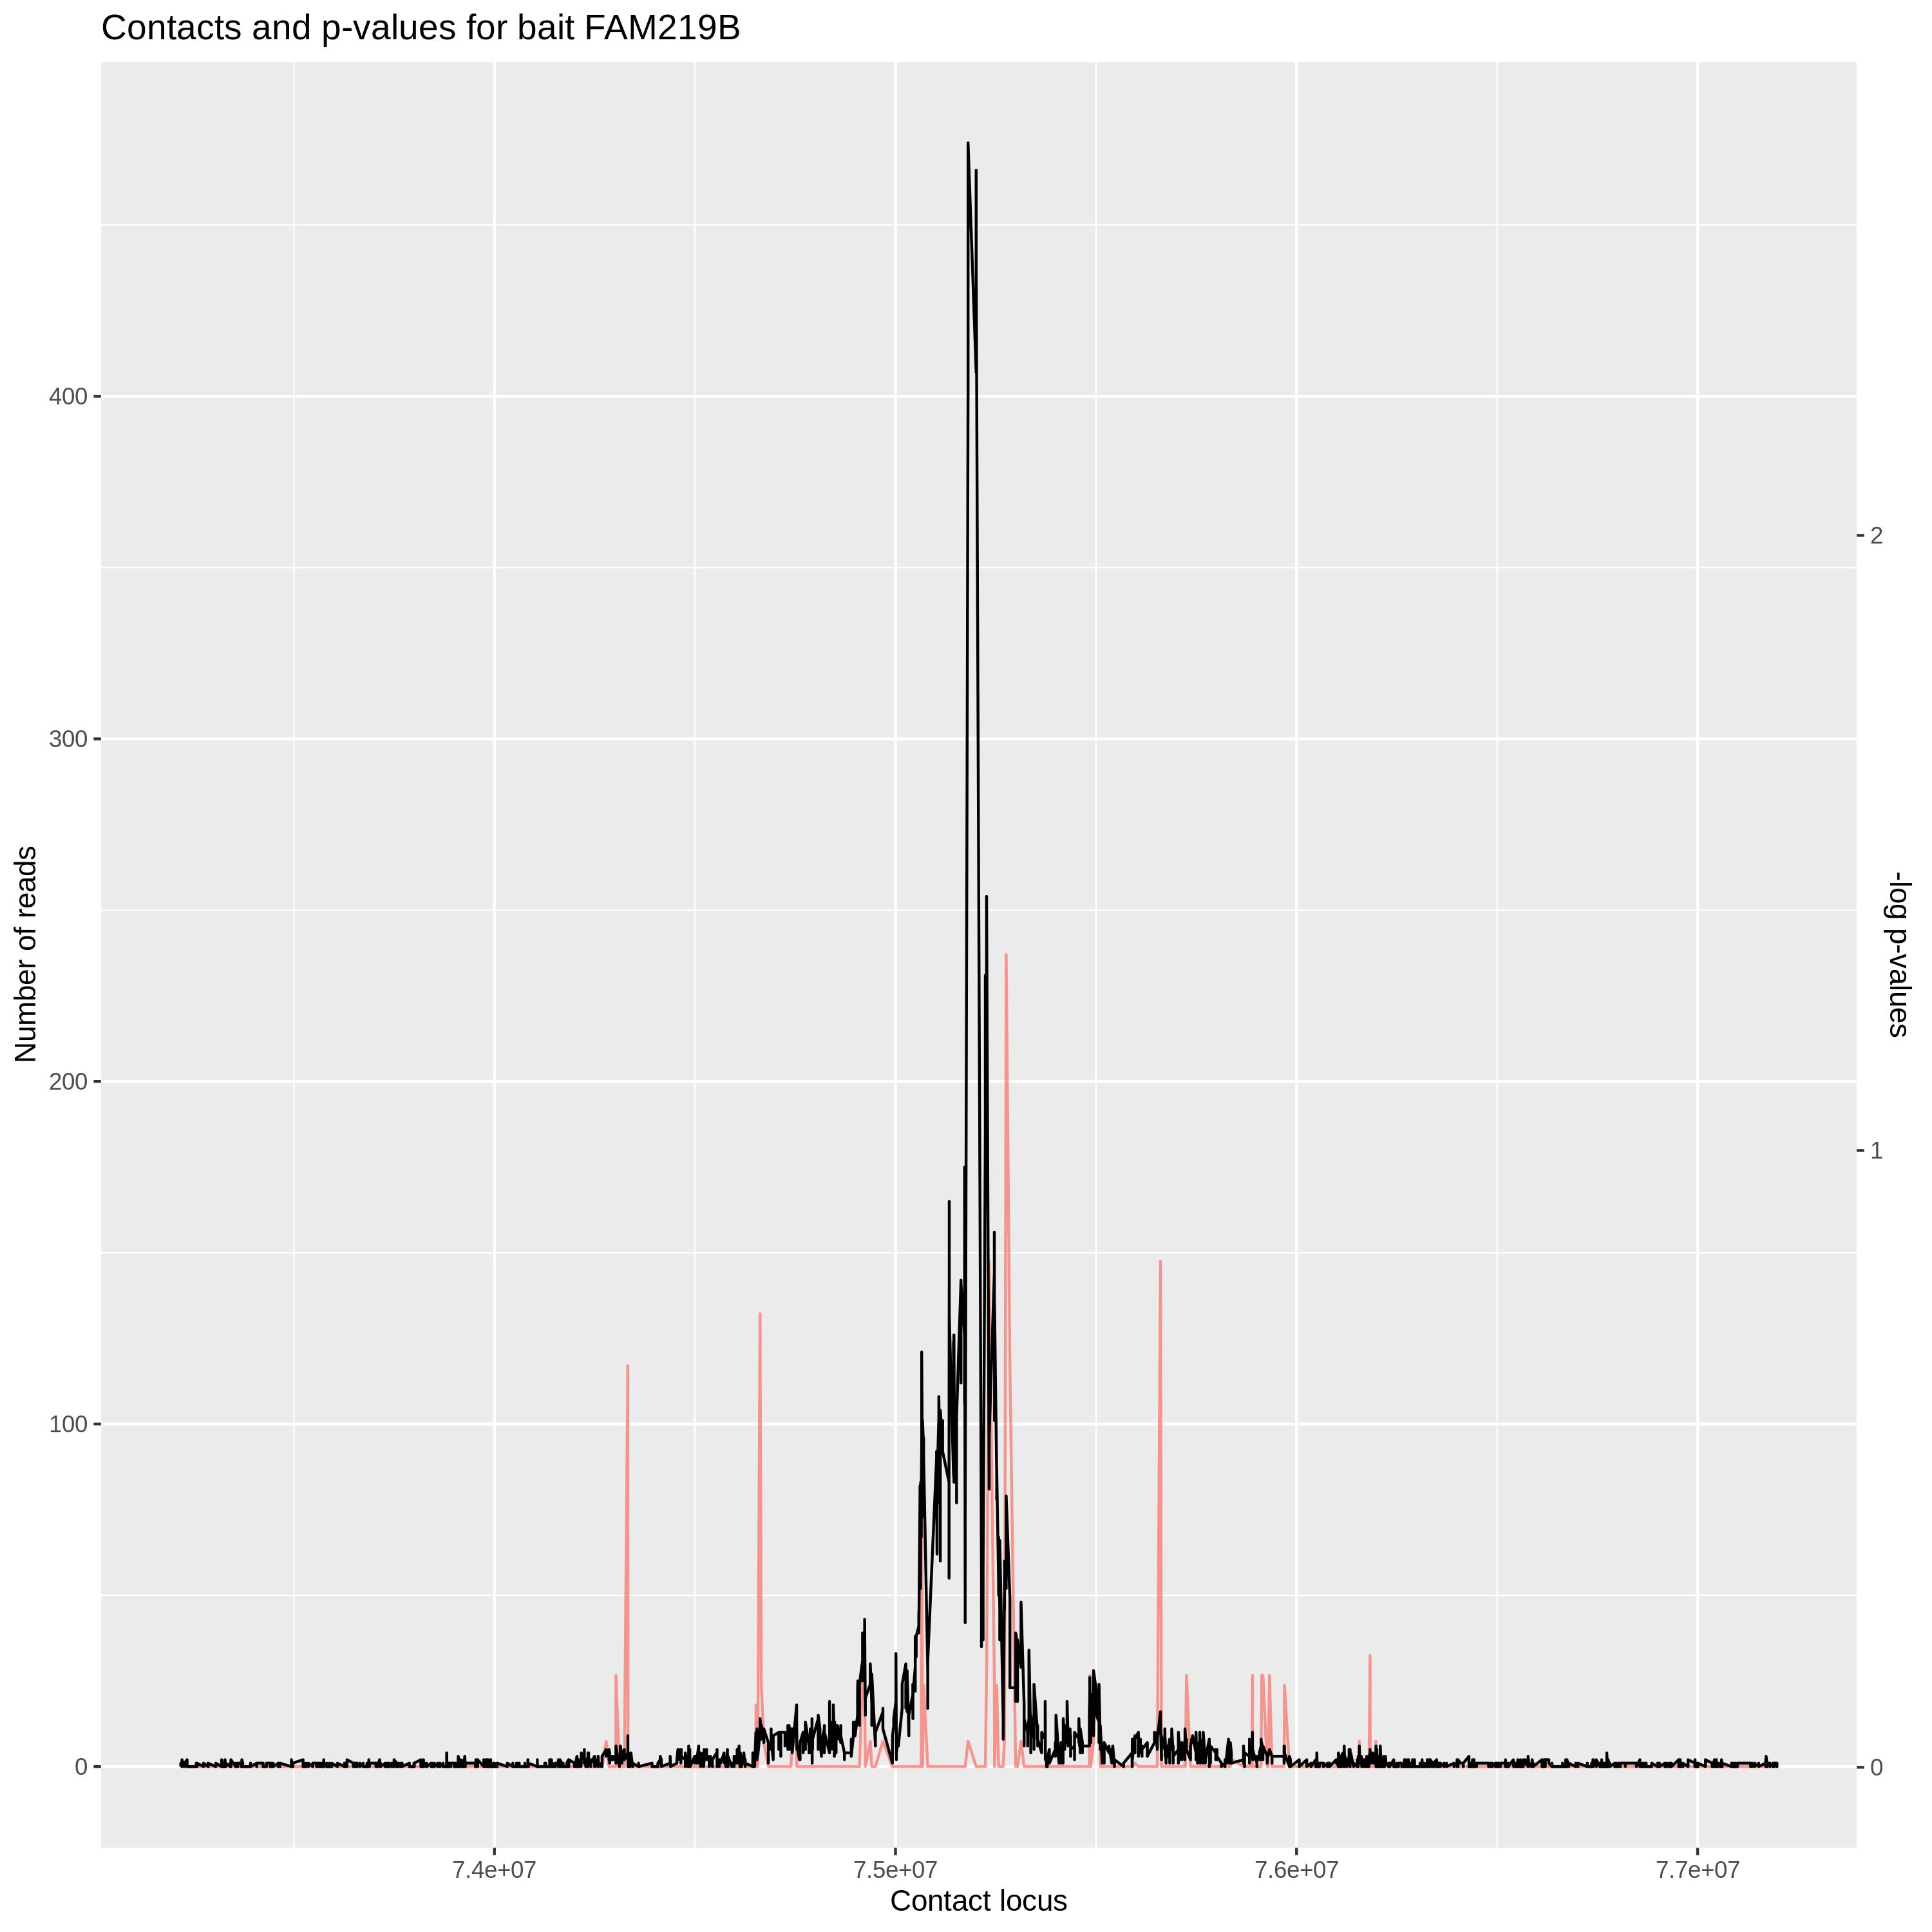 Contacts and p-values for bait FAM219B
Number of reads
400
300
200
100
0
2
1
0
-log p-values
7.4e+07
7.5e+07
7.6e+07
7.7e+07
Contact locus